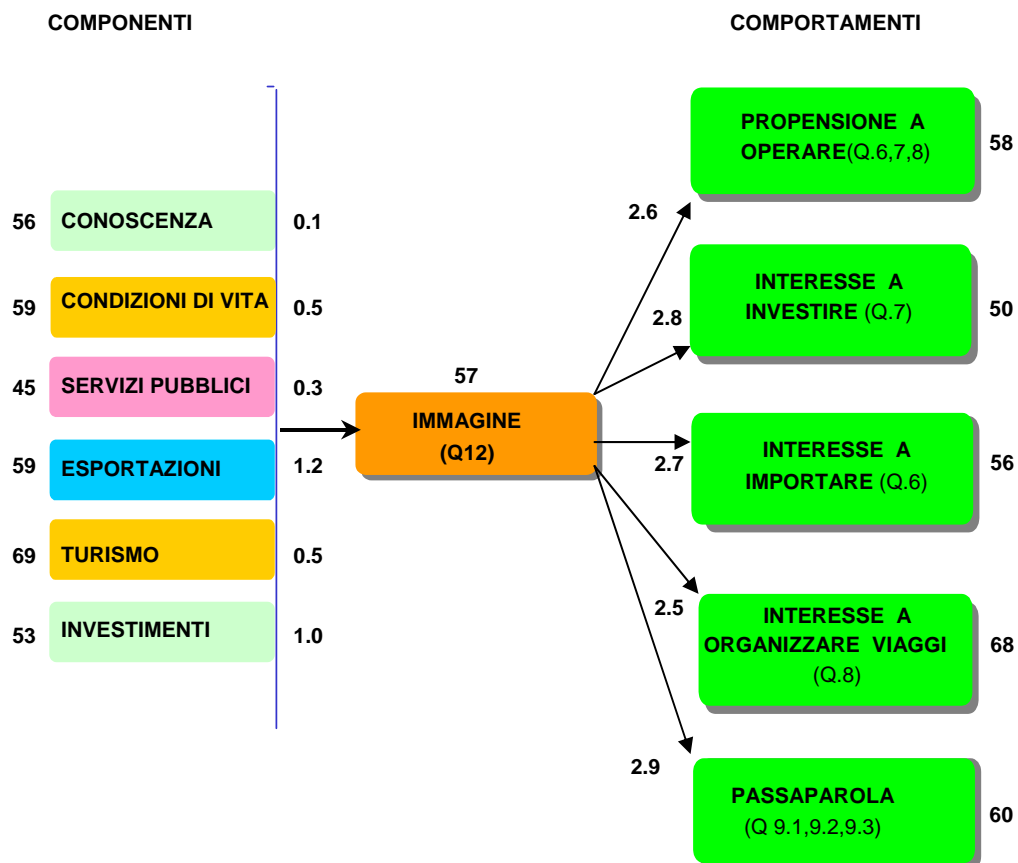 COMPONENTI
COMPORTAMENTI
PROPENSIONE A
OPERARE(Q.6,7,8)
58
2.6
56 CONOSCENZA 0.1
INTERESSE A
INVESTIRE (Q.7)
50
2.8
59 CONDIZIONI DI VITA 0.5
45 SERVIZI PUBBLICI 0.3
57
IMMAGINE
(Q12)
59 ESPORTAZIONI 1.2
2.7
INTERESSE A
IMPORTARE (Q.6)
56
69 TURISMO 0.5
53 INVESTIMENTI 1.0
2.5
INTERESSE A
ORGANIZZARE VIAGGI
(Q.8)
68
2.9
PASSAPAROLA
(Q 9.1,9.2,9.3)
60